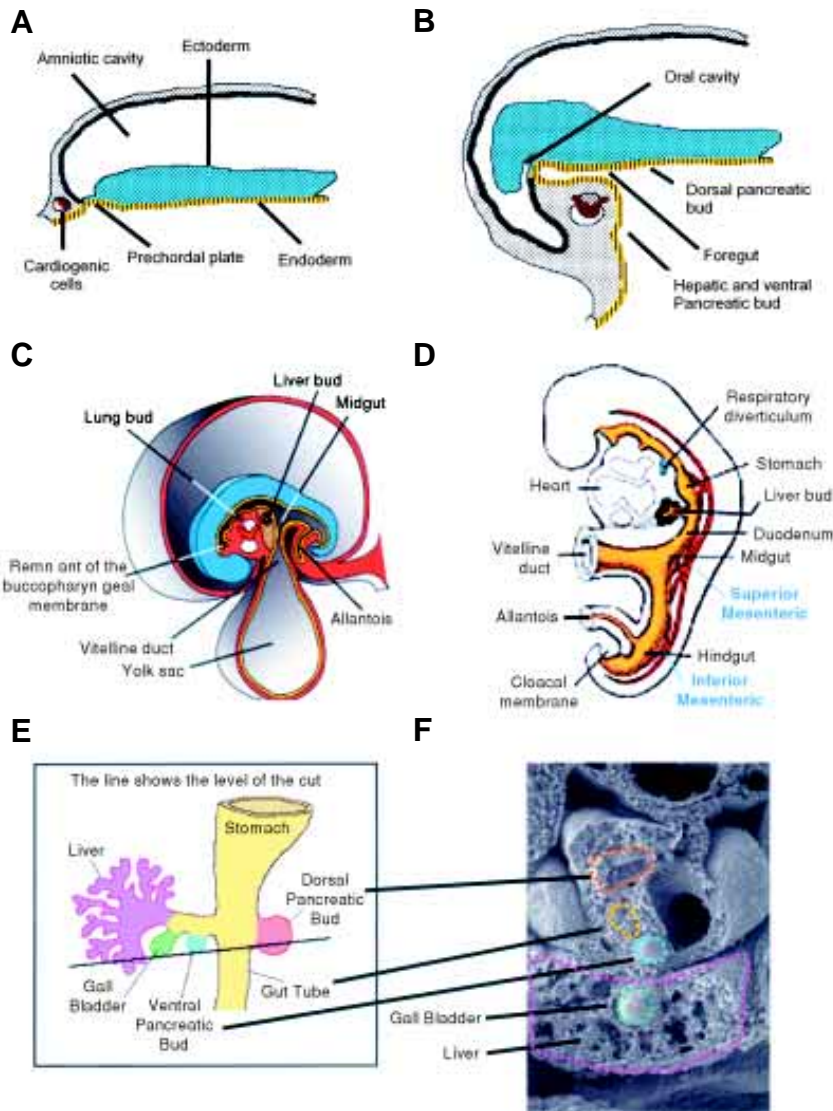 A
Amniotic cavity
Ectoderm
Cardiogenic
cells
Prechordal plate
Endoderm
B
Oral cavity
Dorsal pancreatic
bud
Foregut
Hepatic and ventral
Pancreatic bud
C
Liver bud
Midgut
Lung bud
Remn ant of the
buccopharyn geal
membrane
Allantois
Vitelline duct
Yolk sac
D
Respiratory
diverticulum
Stomach
Heart
Liver bud
Duodenum
Vitelline
duct
Midgut
Superior
Mesenteric
Allantois
Hindgut
Cloacal
membrane
Inferior
Mesenteric
E
The line shows the level of the cut
Stomach
Liver
Dorsal
Pancreatic
Bud
Gall
Bladder
Ventral
Pancreatic
Bud
Gut Tube
F
Gall Bladder
Liver